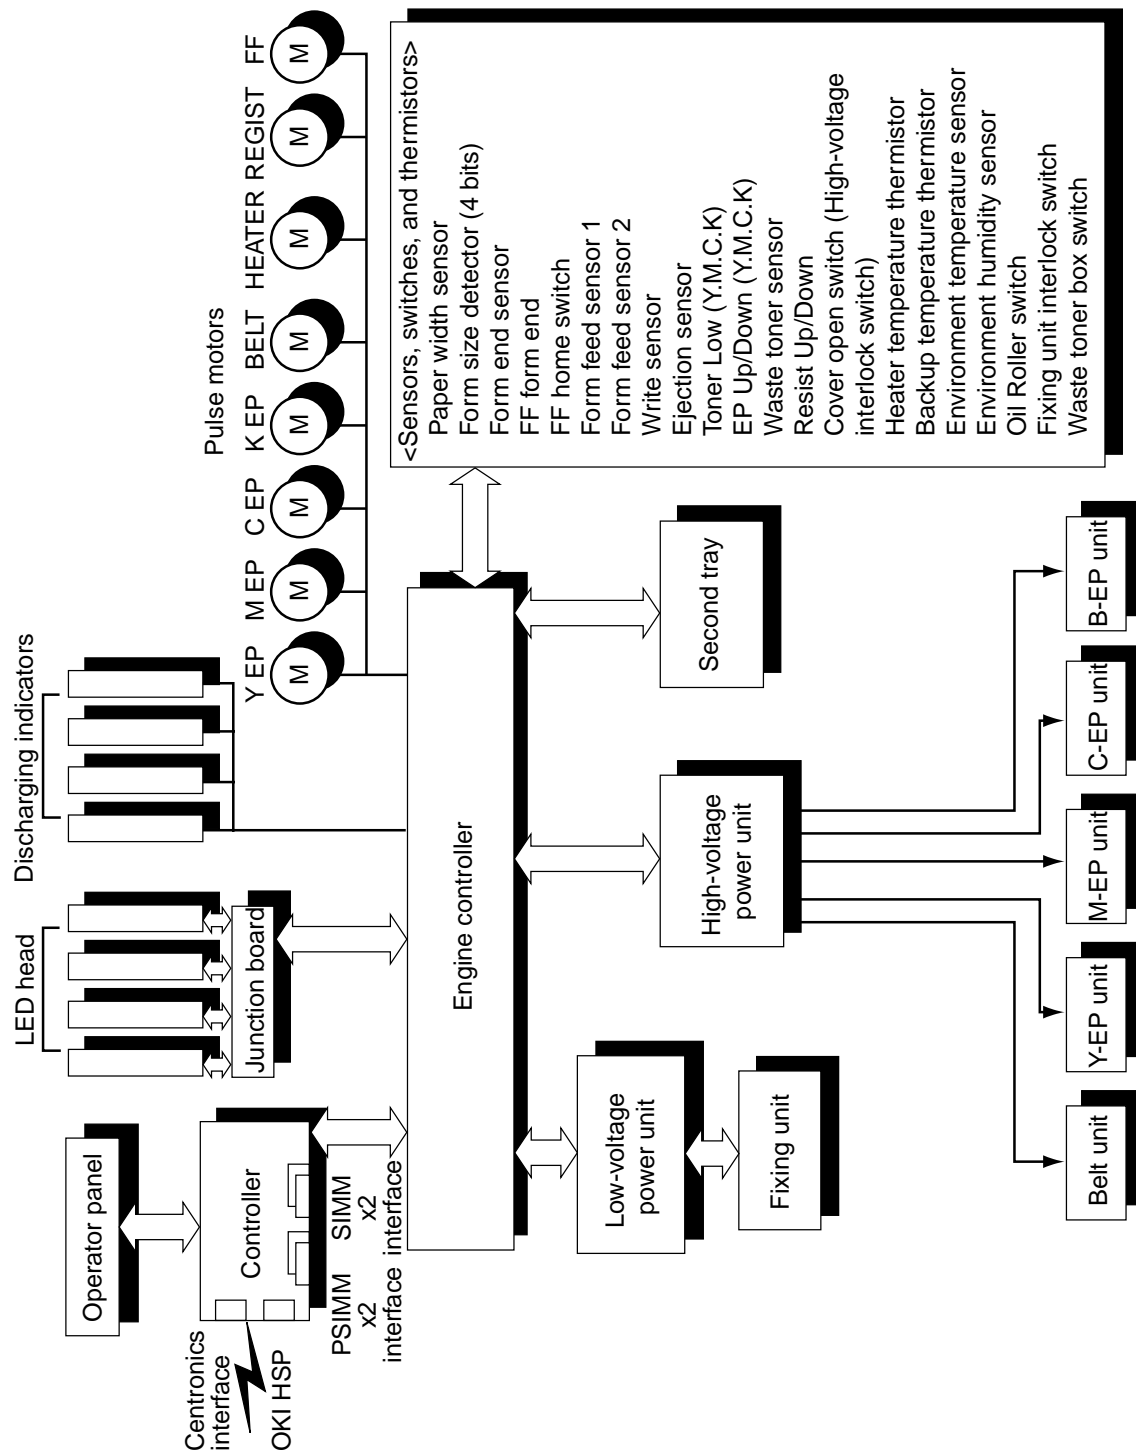 Operator panel
Centronics
interface
OKI HSP
Controller
PSIMM
x2
interface
SIMM
x2
interface
LED head
Junction board
Discharging indicators
Pulse motors
Y EP
M EP
C EP
K EP
BELT
HEATER
REGIST
FF
M
M
M
M
M
M
M
M
Engine controller
<Sensors, switches, and thermistors>
Paper width sensor
Form size detector (4 bits)
Form end sensor
FF form end
FF home switch
Form feed sensor 1
Form feed sensor 2
Write sensor
Ejection sensor
Toner Low (Y.M.C.K)
EP Up/Down (Y.M.C.K)
Waste toner sensor
Resist Up/Down
Cover open switch (High-voltage
interlock switch)
Heater temperature thermistor
Backup temperature thermistor
Environment temperature sensor
Environment humidity sensor
Oil Roller switch
Fixing unit interlock switch
Waste toner box switch
Low-voltage
power unit
Fixing unit
High-voltage
power unit
Second tray
Belt unit
Y-EP unit
M-EP unit
C-EP unit
B-EP unit